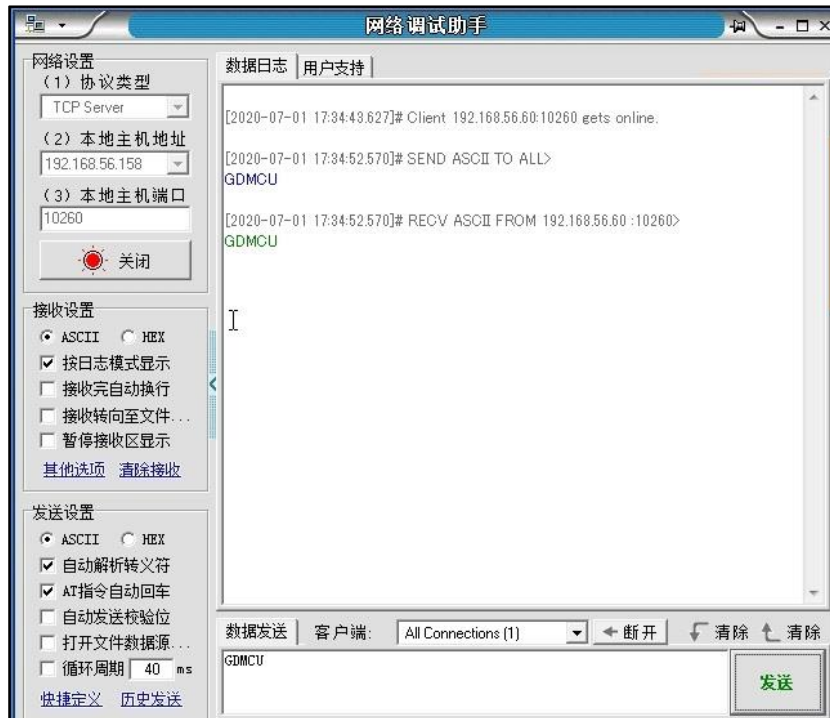 网络调试助手
网络设置
(1) 协议类型
TCP Server
(2) 本地主机地址
192.168.56.158
(3) 本地主机端口
10260
关闭
接收设置
ASCII HEX
按日志模式显示
接收完自动换行
接收转向至文件...
暂停接收区显示
其他选项 清除接收
发送设置
ASCII HEX
自动解析转义符
AT指令自动回车
自动发送校验位
打开文件数据源...
循环周期 40 ms
快捷定义 历史发送
数据日志 用户支持
[2020-07-01 17:34:43.627]# Client 192.168.56.60:10260 gets online.
[2020-07-01 17:34:52.570]# SEND ASCII TO ALL>
GDMCU
[2020-07-01 17:34:52.570]# RECV ASCII FROM 192.168.56.60 :10260>
GDMCU
数据发送 客户端: All Connections (1) 断开 清除 清除
GDMCU
发送